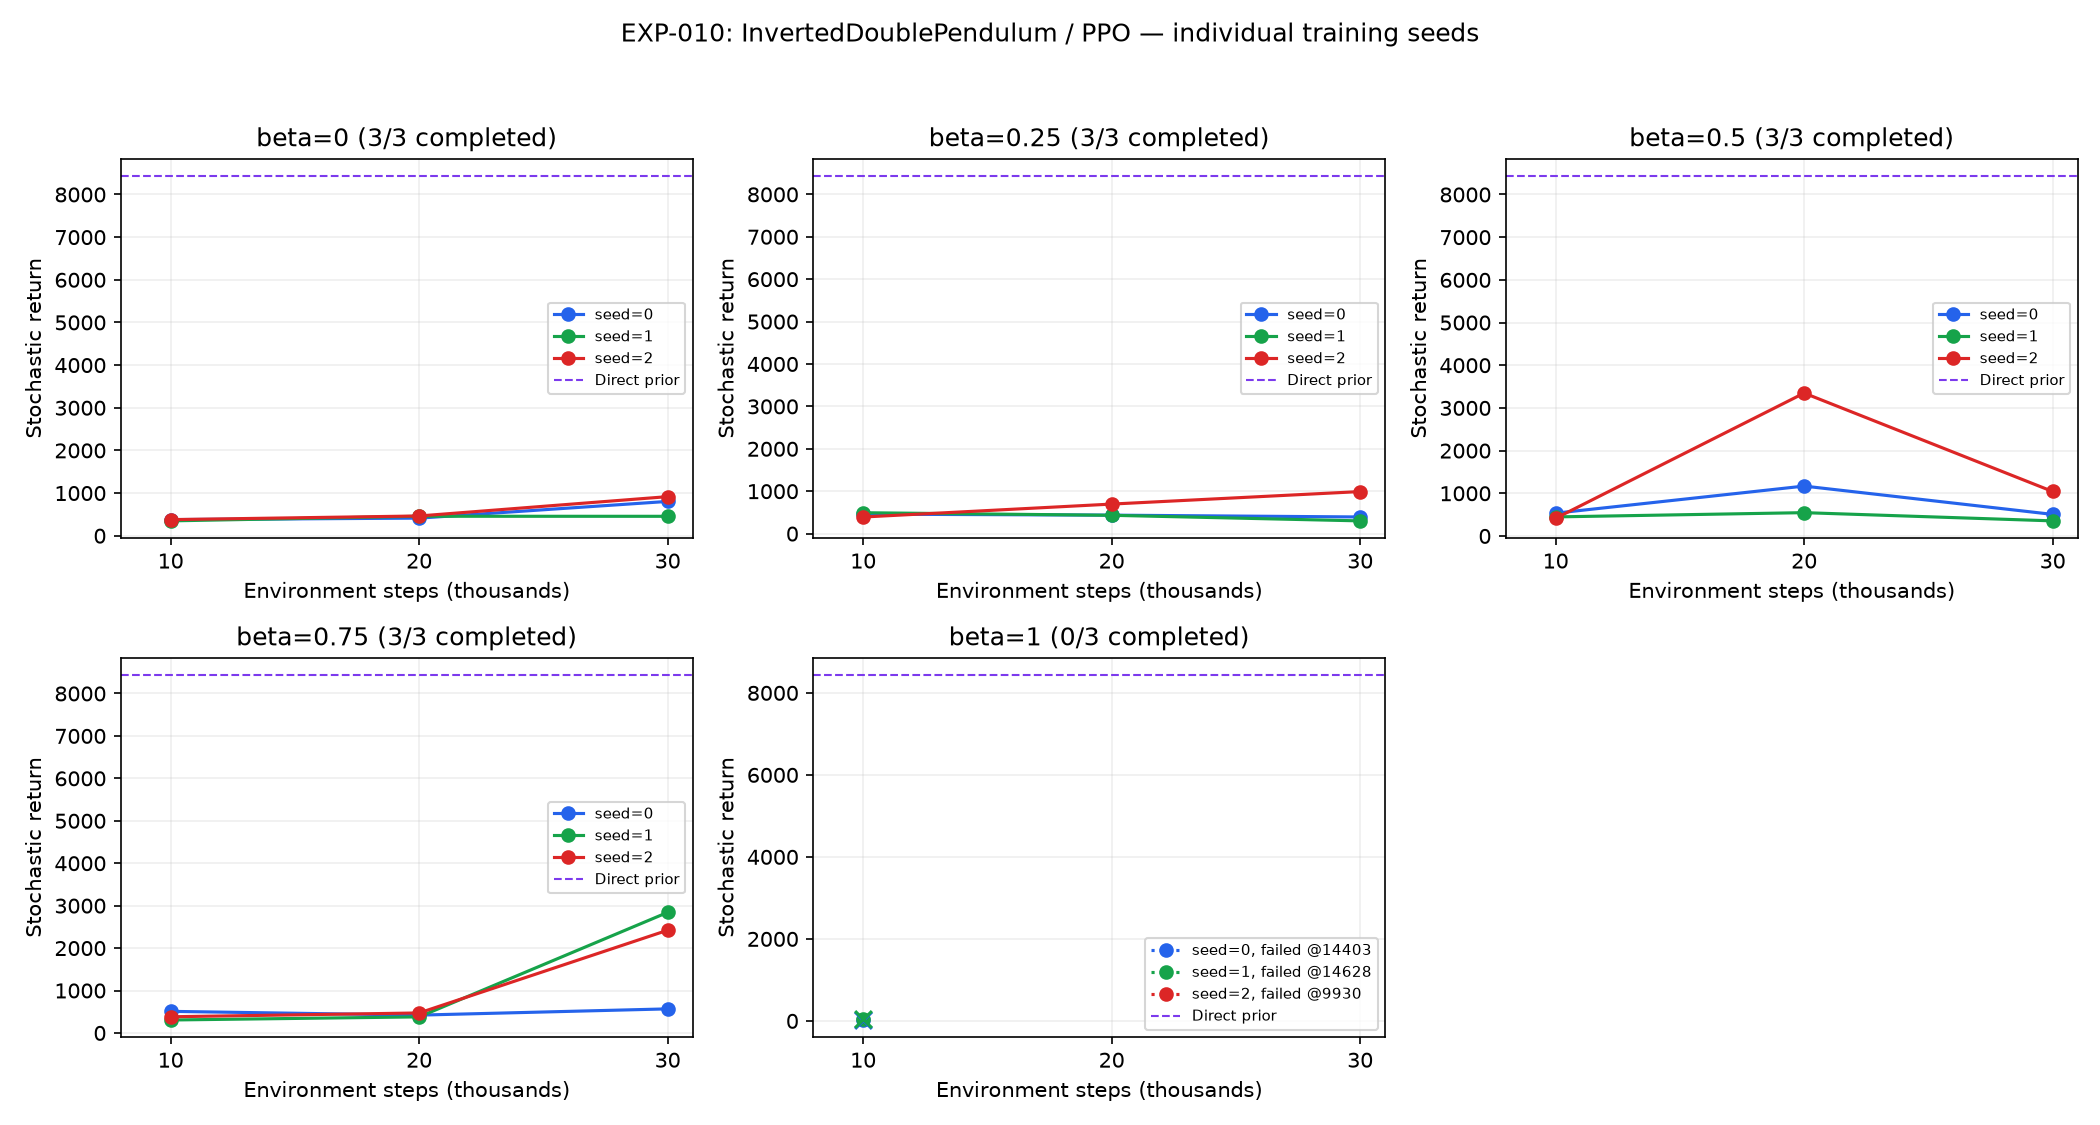 EXP-010: InvertedDoublePendulum / PPO — individual training seeds
beta=0 (3/3 completed)
Stochastic return
8000
7000
6000
5000
4000
3000
2000
1000
0
seed=0
seed=1
seed=2
Direct prior
10
20
30
Environment steps (thousands)
beta=0.25 (3/3 completed)
Stochastic return
8000
7000
6000
5000
4000
3000
2000
1000
0
seed=0
seed=1
seed=2
Direct prior
10
20
30
Environment steps (thousands)
beta=0.5 (3/3 completed)
Stochastic return
8000
7000
6000
5000
4000
3000
2000
1000
0
seed=0
seed=1
seed=2
Direct prior
10
20
30
Environment steps (thousands)
beta=0.75 (3/3 completed)
Stochastic return
8000
7000
6000
5000
4000
3000
2000
1000
0
seed=0
seed=1
seed=2
Direct prior
10
20
30
Environment steps (thousands)
beta=1 (0/3 completed)
Stochastic return
8000
6000
4000
2000
0
seed=0, failed @14403
seed=1, failed @14628
seed=2, failed @9930
Direct prior
10
20
30
Environment steps (thousands)